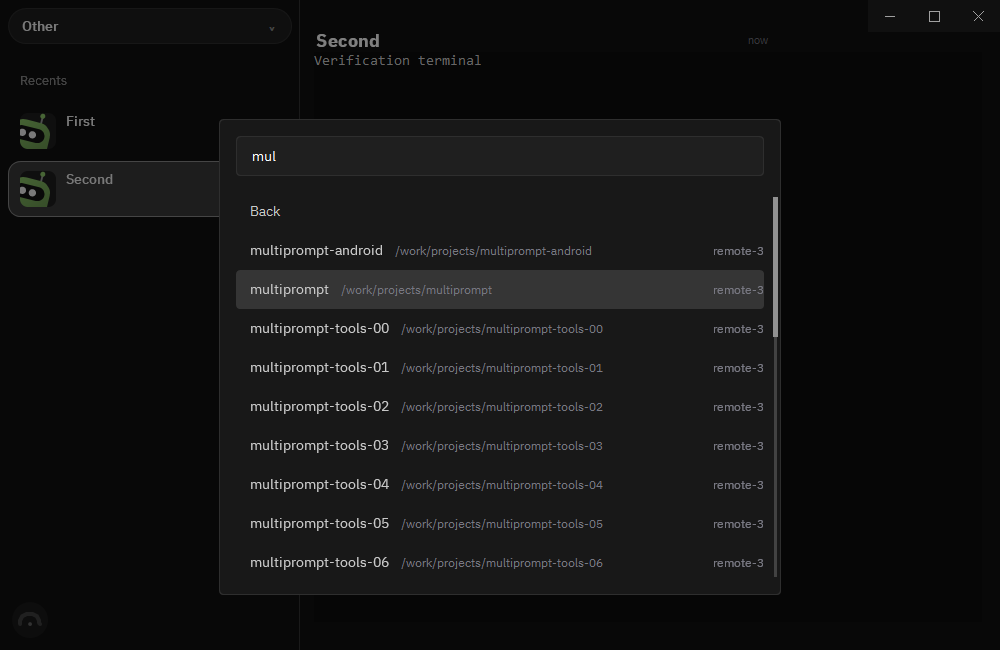 Other
Second
now
Verification terminal
Recents
First
Second
mul
Back
multiprompt-android /work/projects/multiprompt-android remote-3
multiprompt /work/projects/multiprompt remote-3
multiprompt-tools-00 /work/projects/multiprompt-tools-00 remote-3
multiprompt-tools-01 /work/projects/multiprompt-tools-01 remote-3
multiprompt-tools-02 /work/projects/multiprompt-tools-02 remote-3
multiprompt-tools-03 /work/projects/multiprompt-tools-03 remote-3
multiprompt-tools-04 /work/projects/multiprompt-tools-04 remote-3
multiprompt-tools-05 /work/projects/multiprompt-tools-05 remote-3
multiprompt-tools-06 /work/projects/multiprompt-tools-06 remote-3